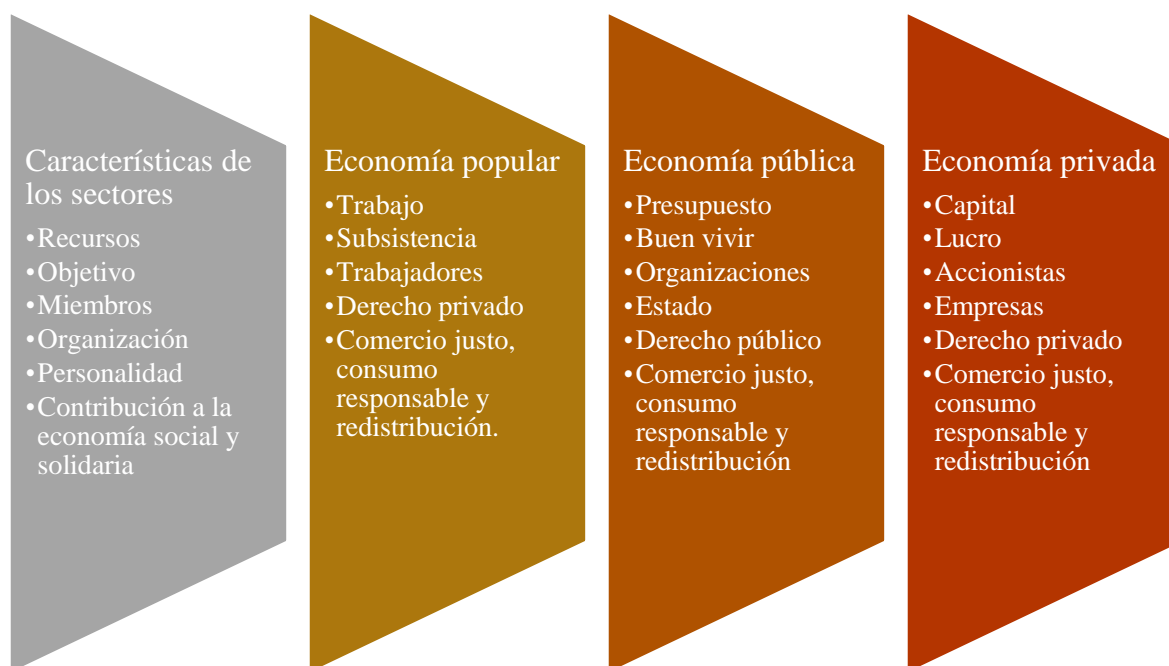 Características de
los sectores
•Recursos
•Objetivo
•Miembros
•Organización
•Personalidad
•Contribución a la
economía social y
solidaria
Economía popular
•Trabajo
•Subsistencia
•Trabajadores
•Derecho privado
•Comercio justo,
consumo
responsable y
redistribución.
Economía pública
•Presupuesto
•Buen vivir
•Organizaciones
•Estado
•Derecho público
•Comercio justo,
consumo
responsable y
redistribución
Economía privada
•Capital
•Lucro
•Accionistas
•Empresas
•Derecho privado
•Comercio justo,
consumo
responsable y
redistribución